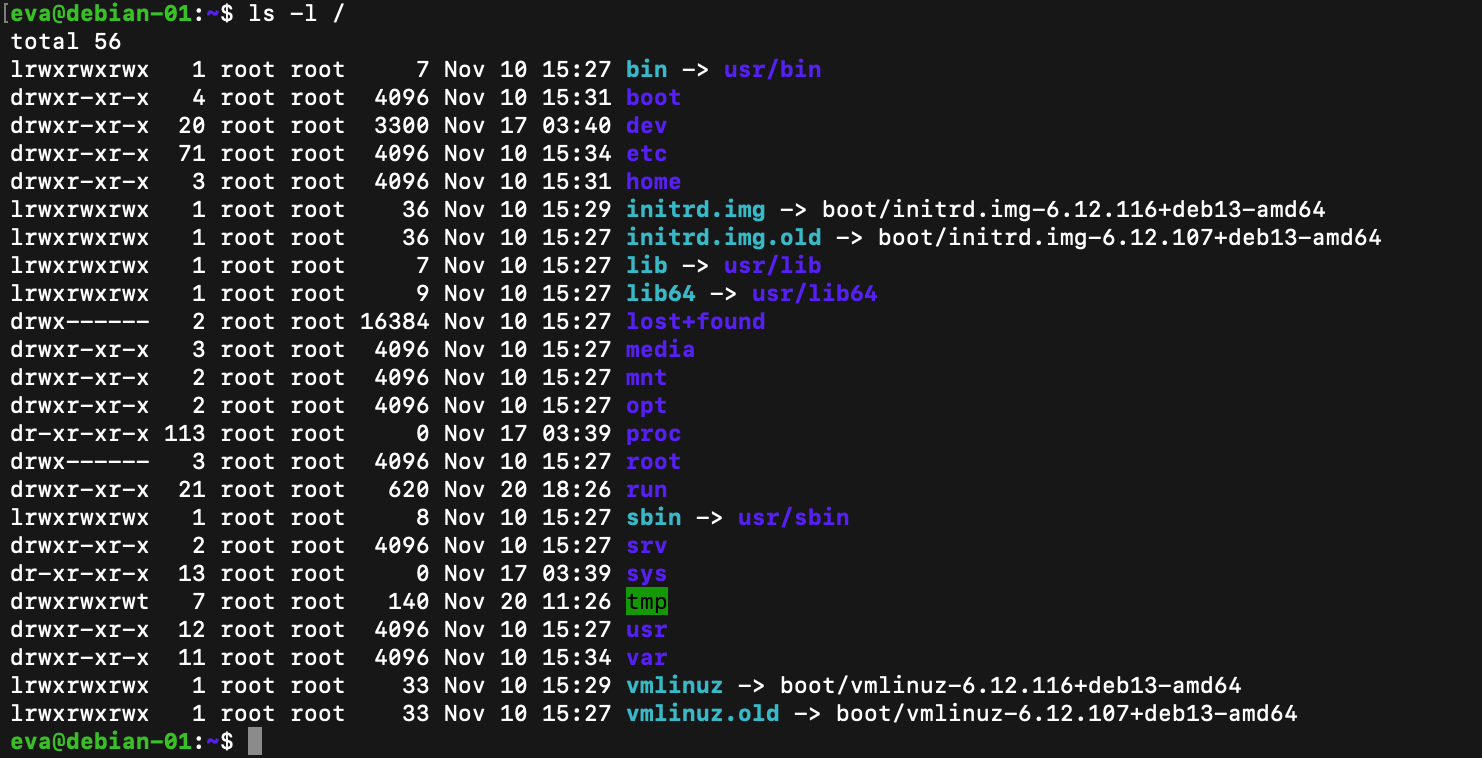 [eva@debian-01:~$ ls -l /
total 56
lrwxrwxrwx   1 root root     7 Nov 10 15:27 bin -> usr/bin
drwxr-xr-x   4 root root  4096 Nov 10 15:31 boot
drwxr-xr-x  20 root root  3300 Nov 17 03:40 dev
drwxr-xr-x  71 root root  4096 Nov 10 15:34 etc
drwxr-xr-x   3 root root  4096 Nov 10 15:31 home
lrwxrwxrwx   1 root root    36 Nov 10 15:29 initrd.img -> boot/initrd.img-6.12.116+deb13-amd64
lrwxrwxrwx   1 root root    36 Nov 10 15:27 initrd.img.old -> boot/initrd.img-6.12.107+deb13-amd64
lrwxrwxrwx   1 root root     7 Nov 10 15:27 lib -> usr/lib
lrwxrwxrwx   1 root root     9 Nov 10 15:27 lib64 -> usr/lib64
drwx------   2 root root 16384 Nov 10 15:27 lost+found
drwxr-xr-x   3 root root  4096 Nov 10 15:27 media
drwxr-xr-x   2 root root  4096 Nov 10 15:27 mnt
drwxr-xr-x   2 root root  4096 Nov 10 15:27 opt
dr-xr-xr-x 113 root root     0 Nov 17 03:39 proc
drwx------   3 root root  4096 Nov 10 15:27 root
drwxr-xr-x  21 root root   620 Nov 20 18:26 run
lrwxrwxrwx   1 root root     8 Nov 10 15:27 sbin -> usr/sbin
drwxr-xr-x   2 root root  4096 Nov 10 15:27 srv
dr-xr-xr-x  13 root root     0 Nov 17 03:39 sys
drwxrwxrwt   7 root root   140 Nov 20 11:26 tmp
drwxr-xr-x  12 root root  4096 Nov 10 15:27 usr
drwxr-xr-x  11 root root  4096 Nov 10 15:34 var
lrwxrwxrwx   1 root root    33 Nov 10 15:29 vmlinuz -> boot/vmlinuz-6.12.116+deb13-amd64
lrwxrwxrwx   1 root root    33 Nov 10 15:27 vmlinuz.old -> boot/vmlinuz-6.12.107+deb13-amd64
eva@debian-01:~$